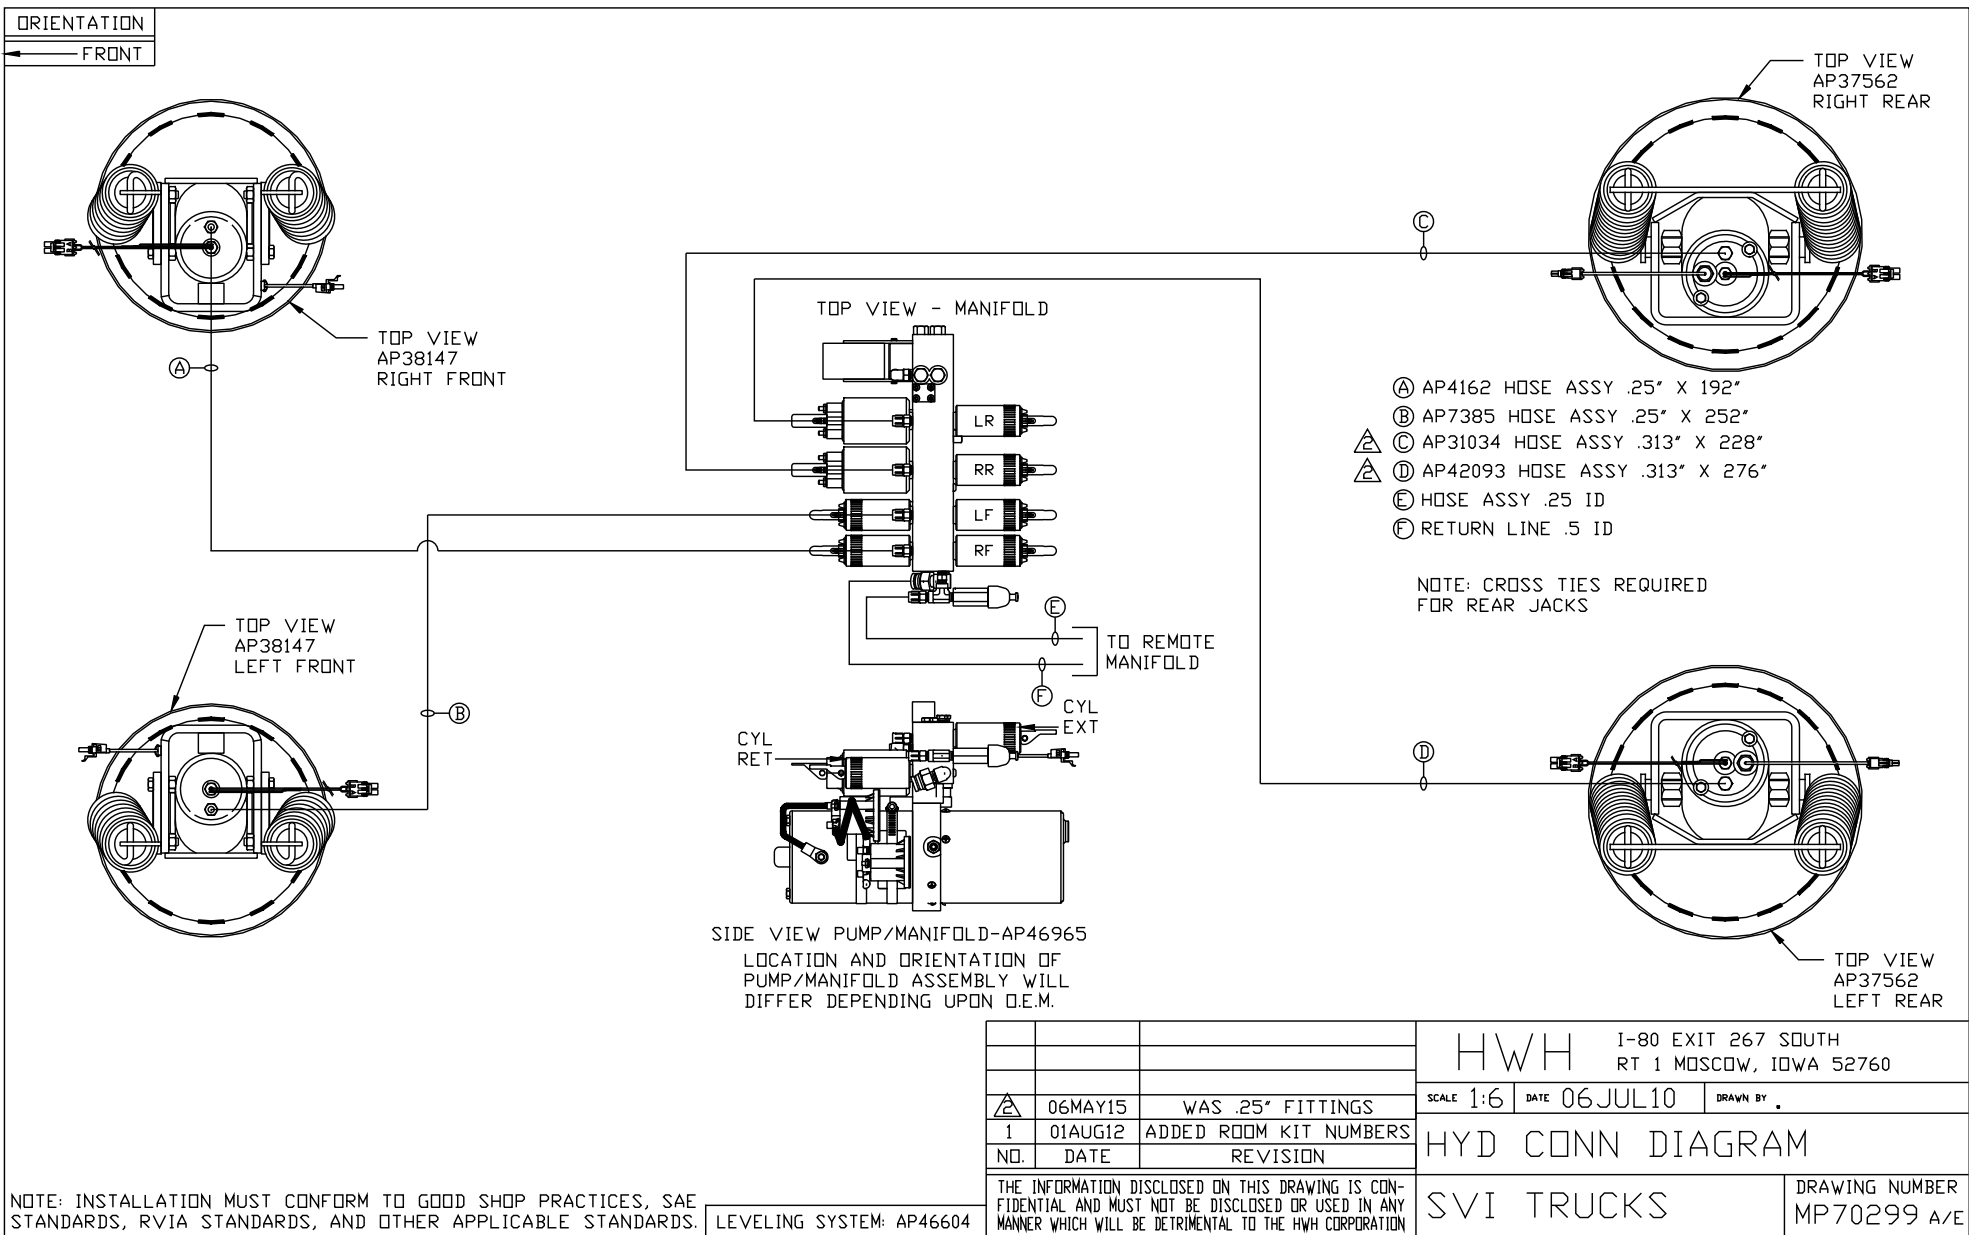 ORIENTATION
FRONT
TOP VIEW
AP37562
RIGHT REAR
C
TOP VIEW - MANIFOLD
TOP VIEW
AP38147
RIGHT FRONT
A
LR
RR
LF
RF
A AP4162 HOSE ASSY .25" X 192"
B AP7385 HOSE ASSY .25" X 252"
2 C AP31034 HOSE ASSY .313" X 228"
2 D AP42093 HOSE ASSY .313" X 276"
E HOSE ASSY .25 ID
F RETURN LINE .5 ID
NOTE: CROSS TIES REQUIRED
FOR REAR JACKS
E
TO REMOTE
MANIFOLD
F
TOP VIEW
AP38147
LEFT FRONT
B
CYL
EXT
CYL
RET
D
SIDE VIEW PUMP/MANIFOLD-AP46965
LOCATION AND ORIENTATION OF
PUMP/MANIFOLD ASSEMBLY WILL
DIFFER DEPENDING UPON O.E.M.
TOP VIEW
AP37562
LEFT REAR
2 06MAY15 WAS .25" FITTINGS
1 01AUG12 ADDED ROOM KIT NUMBERS
NO. DATE REVISION
HWH
I-80 EXIT 267 SOUTH
RT 1 MOSCOW, IOWA 52760
SCALE 1:6 DATE 06JUL10 DRAWN BY .
HYD CONN DIAGRAM
SVI TRUCKS
DRAWING NUMBER
MP70299 A/E
THE INFORMATION DISCLOSED ON THIS DRAWING IS CON-
FIDENTIAL AND MUST NOT BE DISCLOSED OR USED IN ANY
MANNER WHICH WILL BE DETRIMENTAL TO THE HWH CORPORATION
NOTE: INSTALLATION MUST CONFORM TO GOOD SHOP PRACTICES, SAE
STANDARDS, RVIA STANDARDS, AND OTHER APPLICABLE STANDARDS.
LEVELING SYSTEM: AP46604